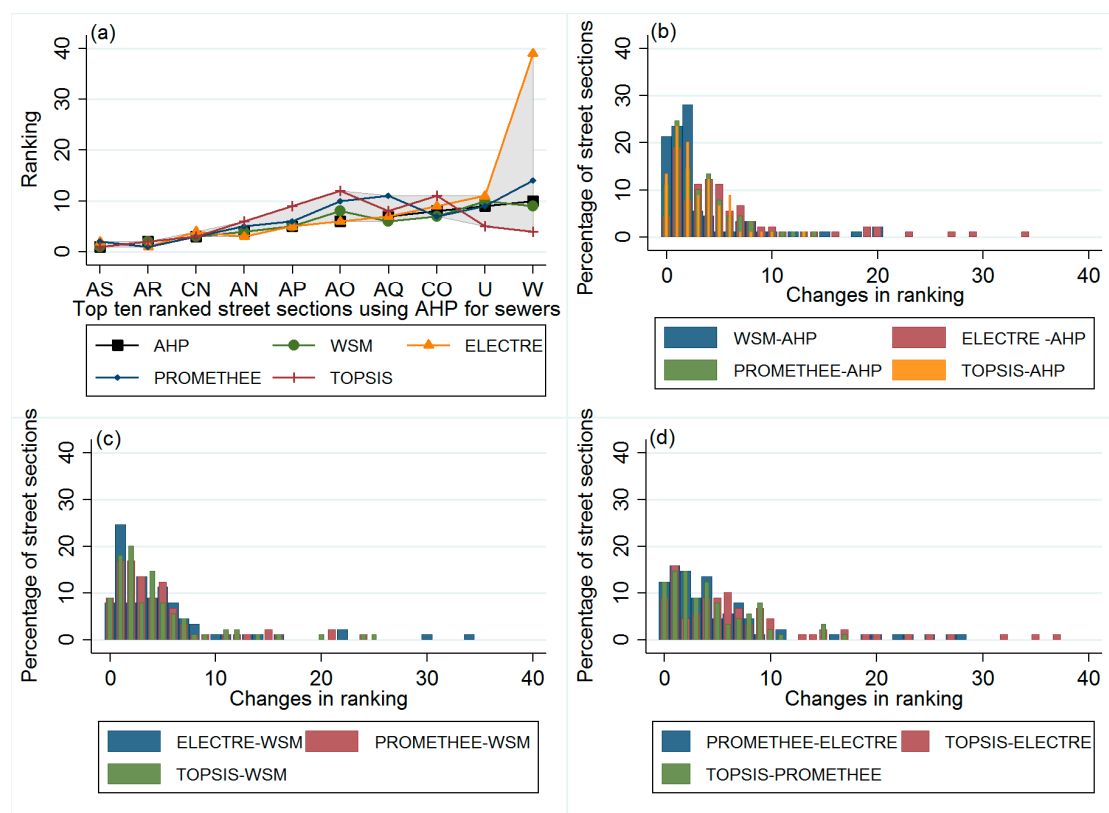 (a)
Ranking
0 10 20 30 40
AS AR CN AN AP AO AQ CO U W
Top ten ranked street sections using AHP for sewers
AHP WSM ELECTRE
PROMETHEE TOPSIS
(b)
Percentage of street sections
0 10 20 30 40
0 10 20 30 40
Changes in ranking
WSM-AHP ELECTRE -AHP
PROMETHEE-AHP TOPSIS-AHP
(c)
Percentage of street sections
0 10 20 30 40
0 10 20 30 40
Changes in ranking
ELECTRE-WSM PROMETHEE-WSM
TOPSIS-WSM
(d)
Percentage of street sections
0 10 20 30 40
0 10 20 30 40
Changes in ranking
PROMETHEE-ELECTRE TOPSIS-ELECTRE
TOPSIS-PROMETHEE